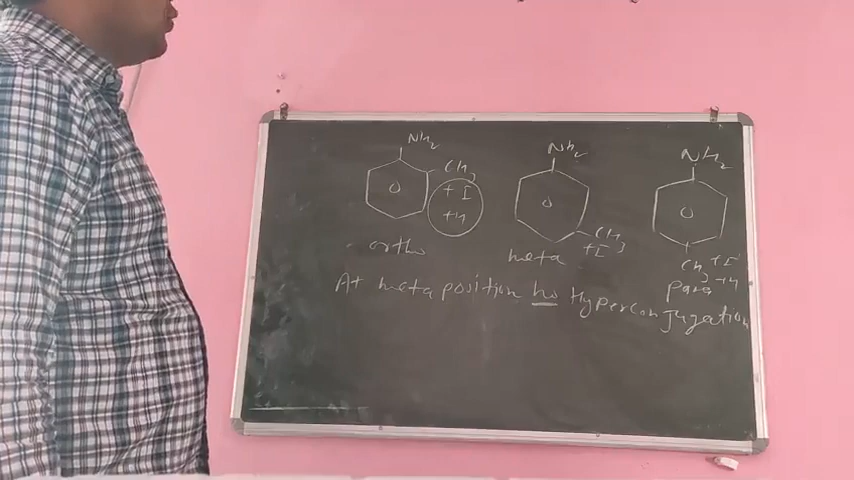 NH2 NH2 NH2
CH3
+I
+H
CH3
+I
CH3 +I
+H
ortho meta para
At meta position no Hyperconjugation